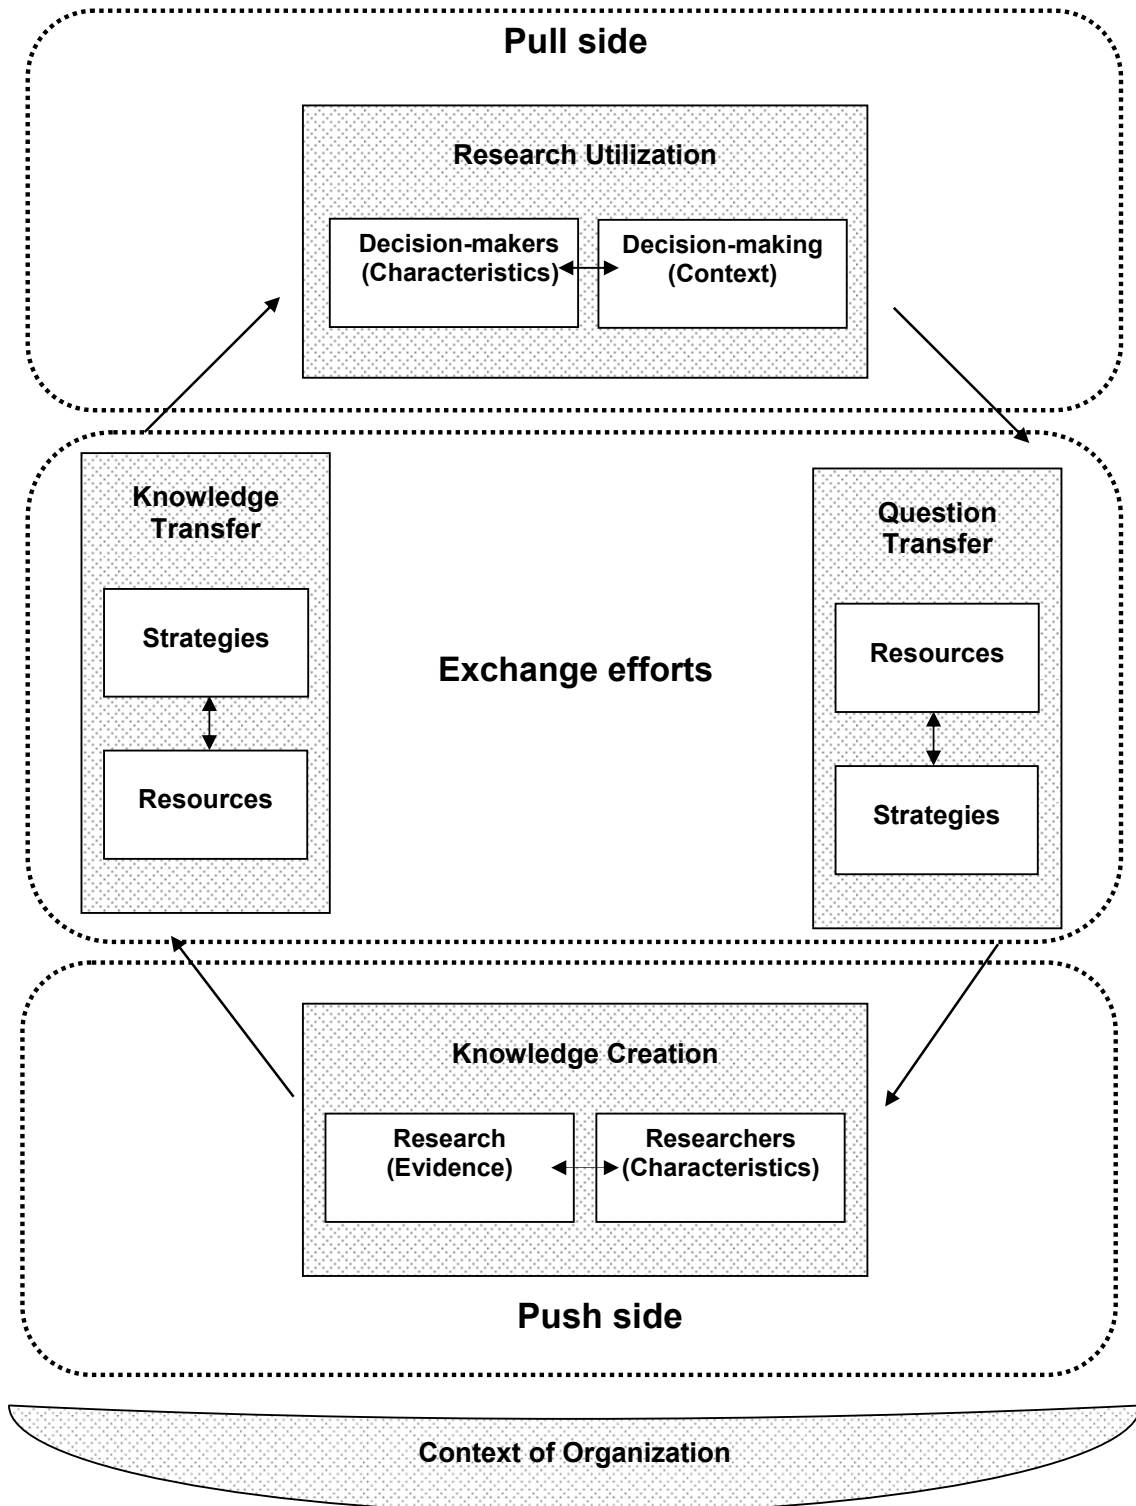 Pull side
Research Utilization
Decision-makers
(Characteristics)
Decision-making
(Context)
Knowledge
Transfer
Strategies
Resources
Exchange efforts
Question
Transfer
Resources
Strategies
Knowledge Creation
Research
(Evidence)
Researchers
(Characteristics)
Push side
Context of Organization